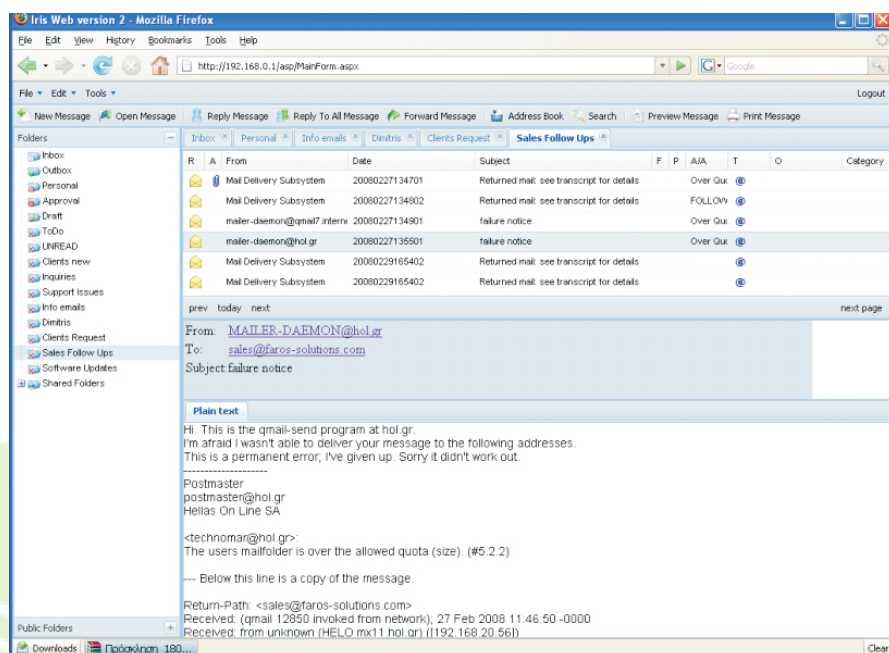 Iris Web version 2 - Mozilla Firefox
File Edit View History Bookmarks Tools Help
http://192.168.0.1/asp/MainForm.aspx
Google
File Edit Tools Logout
New Message Open Message Reply Message Reply To All Message Forward Message Address Book Search Preview Message Print Message
Folders
Inbox
Outbox
Personal
Approval
Draft
ToDo
UNREAD
Clients new
Inquiries
Support Issues
Info emails
Dimitris
Clients Request
Sales Follow Ups
Software Updates
Shared Folders
Public Folders
Inbox Personal Info emails Dimitris Clients Request Sales Follow Ups
R A From Date Subject F P A/A T O Category
Mail Delivery Subsystem 20080227134701 Returned mail: see transcript for details Over Quc
Mail Delivery Subsystem 20080227134802 Returned mail: see transcript for details FOLLOW
mailer-daemon@qmail7.interne 20080227134901 failure notice Over Quc
mailer-daemon@hol.gr 20080227135501 failure notice Over Quc
Mail Delivery Subsystem 20080229165402 Returned mail: see transcript for details
Mail Delivery Subsystem 20080229165402 Returned mail: see transcript for details
prev today next next page
From: MAILER-DAEMON@hol.gr
To: sales@faros-solutions.com
Subject: failure notice
Plain text
Hi. This is the qmail-send program at hol.gr.
I'm afraid I wasn't able to deliver your message to the following addresses.
This is a permanent error; I've given up. Sorry it didn't work out.
--------------------
Postmaster
postmaster@hol.gr
Hellas On Line SA
<technomar@hol.gr>:
The users mailfolder is over the allowed quota (size). (#5.2.2)
--- Below this line is a copy of the message.
Return-Path: <sales@faros-solutions.com>
Received: (qmail 12850 invoked from network); 27 Feb 2008 11:46:50 -0000
Received: from unknown (HELO mx11.hol.gr) ([192.168.20.56])
Downloads Πρόσκληση_180... Clear